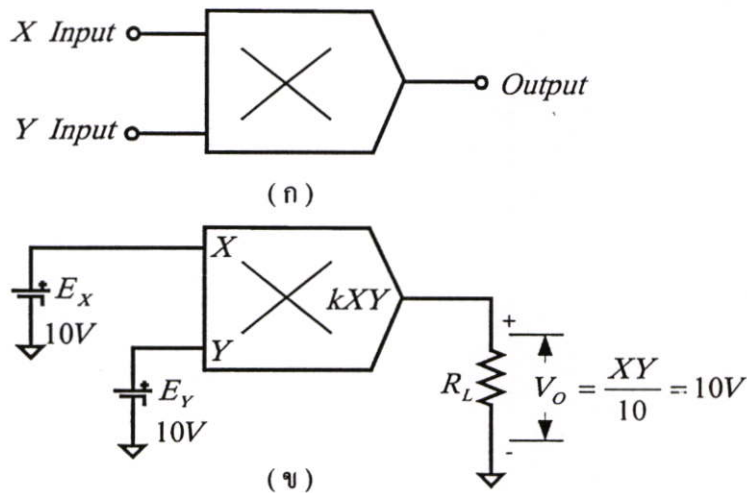 X Input
Output
Y Input
( ก )
X
E_X
kXY
10V
Y
+
E_Y
R_L
V_O = XY/10 = 10V
10V
-
( ข )